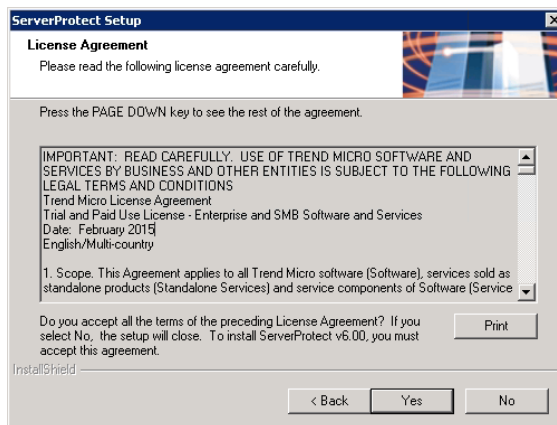 ServerProtect Setup
License Agreement
Please read the following license agreement carefully.
Press the PAGE DOWN key to see the rest of the agreement.
IMPORTANT: READ CAREFULLY. USE OF TREND MICRO SOFTWARE AND
SERVICES BY BUSINESS AND OTHER ENTITIES IS SUBJECT TO THE FOLLOWING
LEGAL TERMS AND CONDITIONS
Trend Micro License Agreement
Trial and Paid Use License - Enterprise and SMB Software and Services
Date: February 2015
English/Multi-country
1. Scope. This Agreement applies to all Trend Micro software (Software), services sold as
standalone products (Standalone Services) and service components of Software (Service
Do you accept all the terms of the preceding License Agreement? If you
select No, the setup will close. To install ServerProtect v6.00, you must
accept this agreement.
Print
InstallShield
< Back
Yes
No